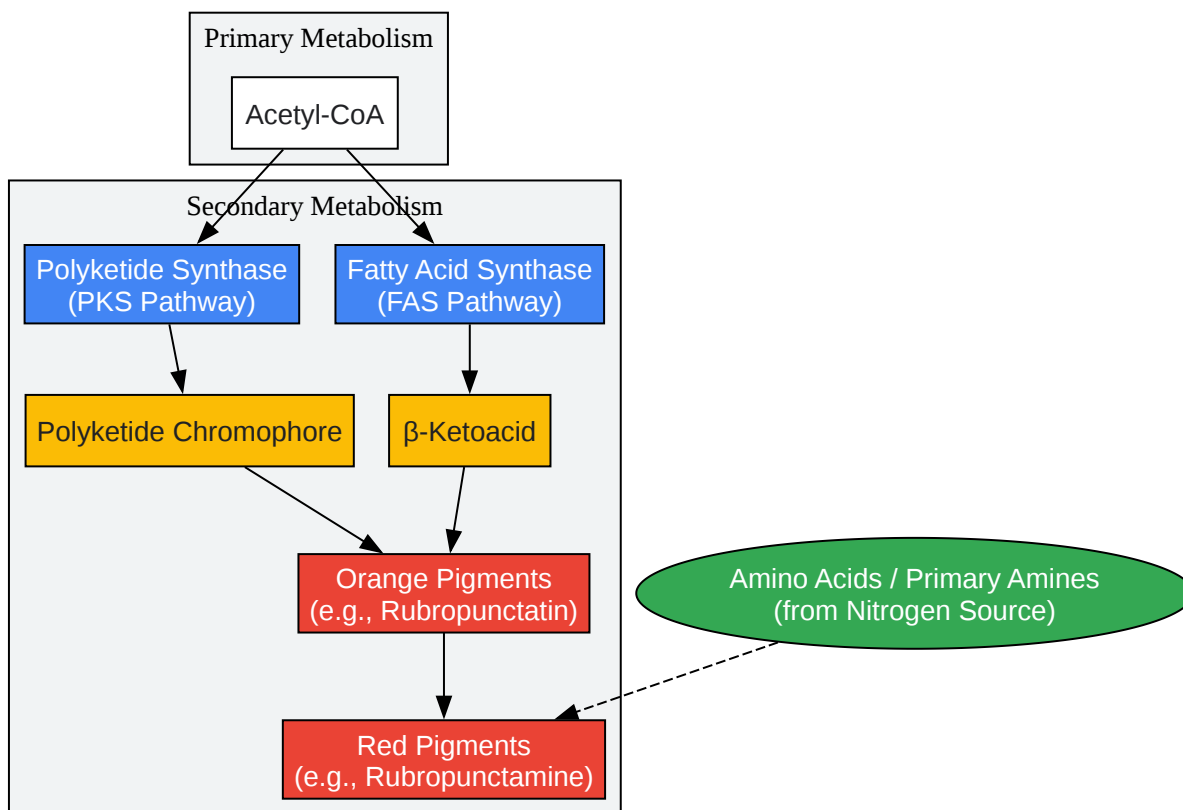 Primary Metabolism
Acetyl-CoA
Secondary Metabolism
Polyketide Synthase
(PKS Pathway)
Fatty Acid Synthase
(FAS Pathway)
Polyketide Chromophore
β-Ketoacid
Orange Pigments
(e.g., Rubropunctatin)
Amino Acids / Primary Amines
(from Nitrogen Source)
Red Pigments
(e.g., Rubropunctamine)